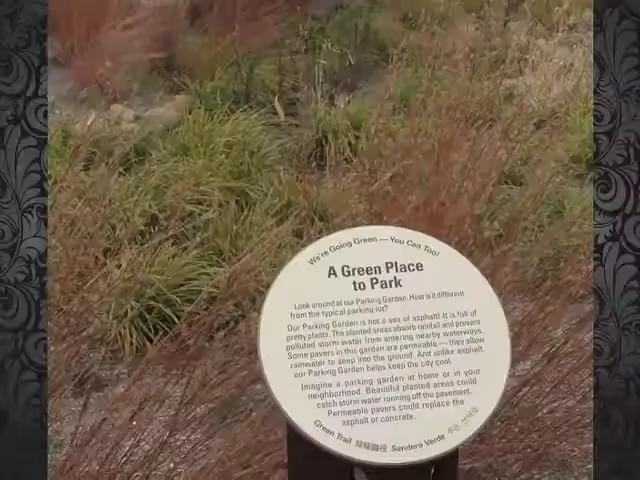 We're Going Green — You Can Too!
A Green Place
to Park
Look around at our Parking Garden. How is it different
from the typical parking lot?
Our Parking Garden is not a sea of asphalt! It is full of
pretty plants. The planted areas absorb rainfall and prevent
polluted storm water from entering nearby waterways.
Some pavers in this garden are permeable — they allow
rainwater to seep into the ground. And unlike asphalt,
our Parking Garden helps keep the city cool.
Imagine a parking garden at home or in your
neighborhood. Beautiful planted areas could
catch storm water running off the pavement.
Permeable pavers could replace the
asphalt or concrete.
Green Trail Sendero Verde